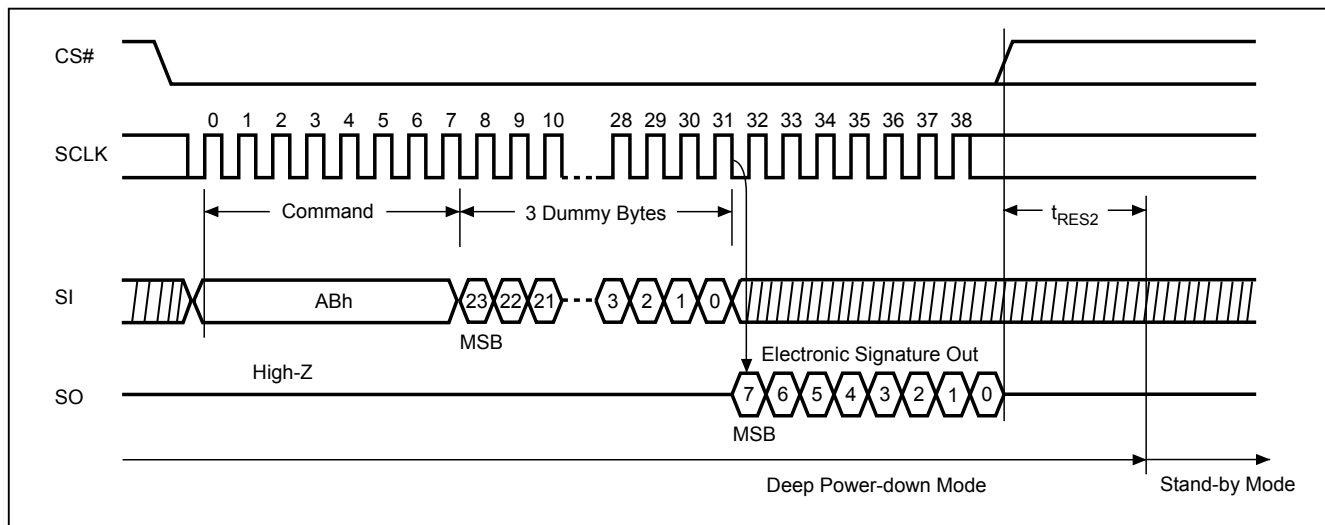 CS#
0 1 2 3 4 5 6 7 8 9 10 28 29 30 31 32 33 34 35 36 37 38
SCLK
Command 3 Dummy Bytes tRES2
SI ABh 23 22 21 3 2 1 0
MSB
Electronic Signature Out
High-Z
SO 7 6 5 4 3 2 1 0
MSB
Deep Power-down Mode Stand-by Mode